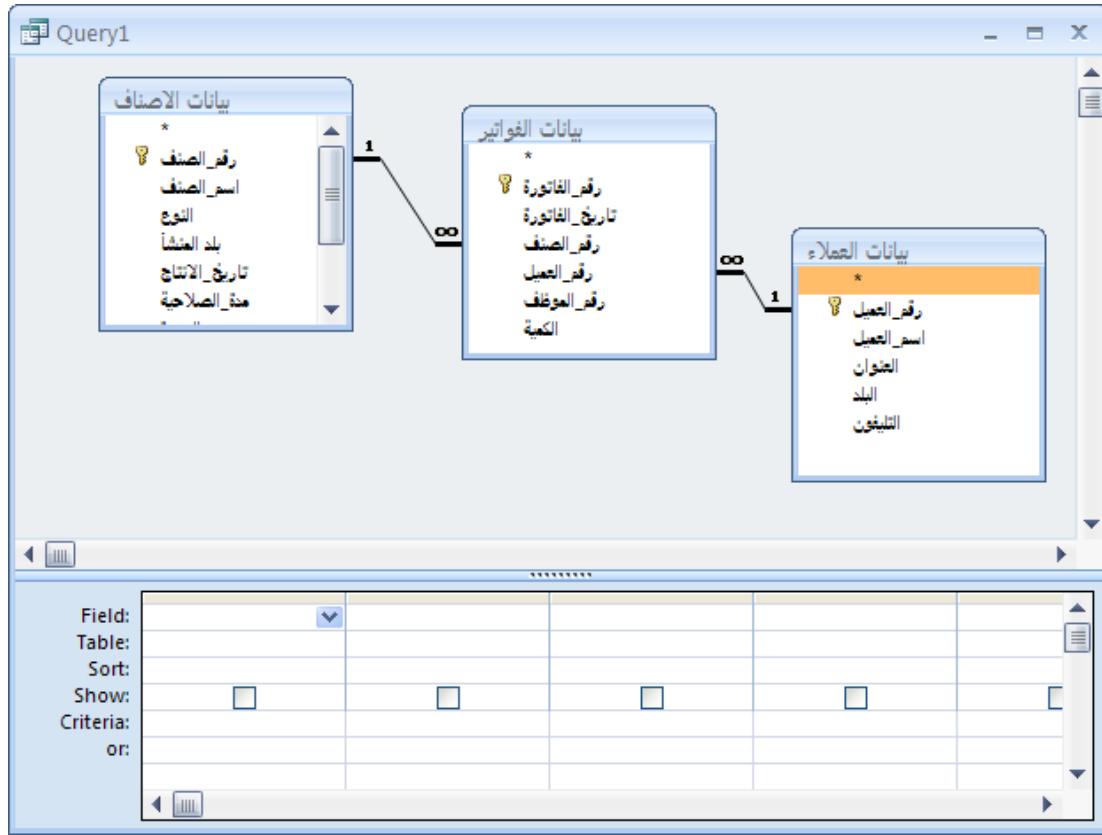 Query1
بيانات الاصناف
*
رقم_الصنف
اسم_الصنف
النوع
بلد المنشأ
تاريخ_الانتاج
مدة_الصلاحية
1
∞
بيانات الفواتير
*
رقم_الفاتورة
تاريخ_الفاتورة
رقم_الصنف
رقم_العميل
رقم_الموظف
الكمية
∞
1
بيانات العملاء
*
رقم_العميل
اسم_العميل
العنوان
البلد
التليفون
Field:
Table:
Sort:
Show:
Criteria:
or: